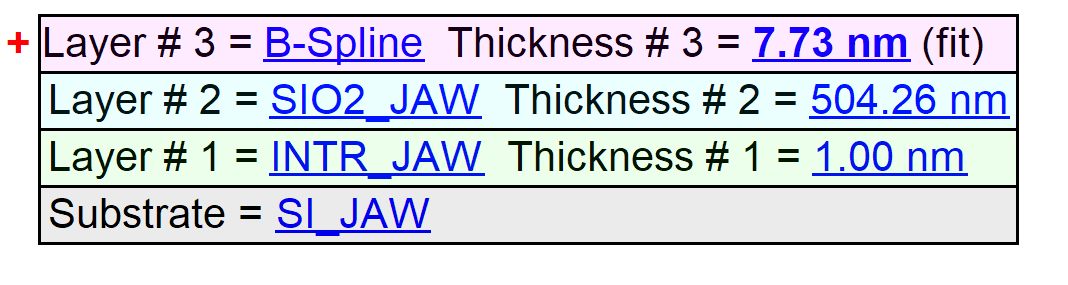 + Layer # 3 = B-Spline Thickness # 3 = 7.73 nm (fit)
Layer # 2 = SIO2_JAW Thickness # 2 = 504.26 nm
Layer # 1 = INTR_JAW Thickness # 1 = 1.00 nm
Substrate = SI_JAW